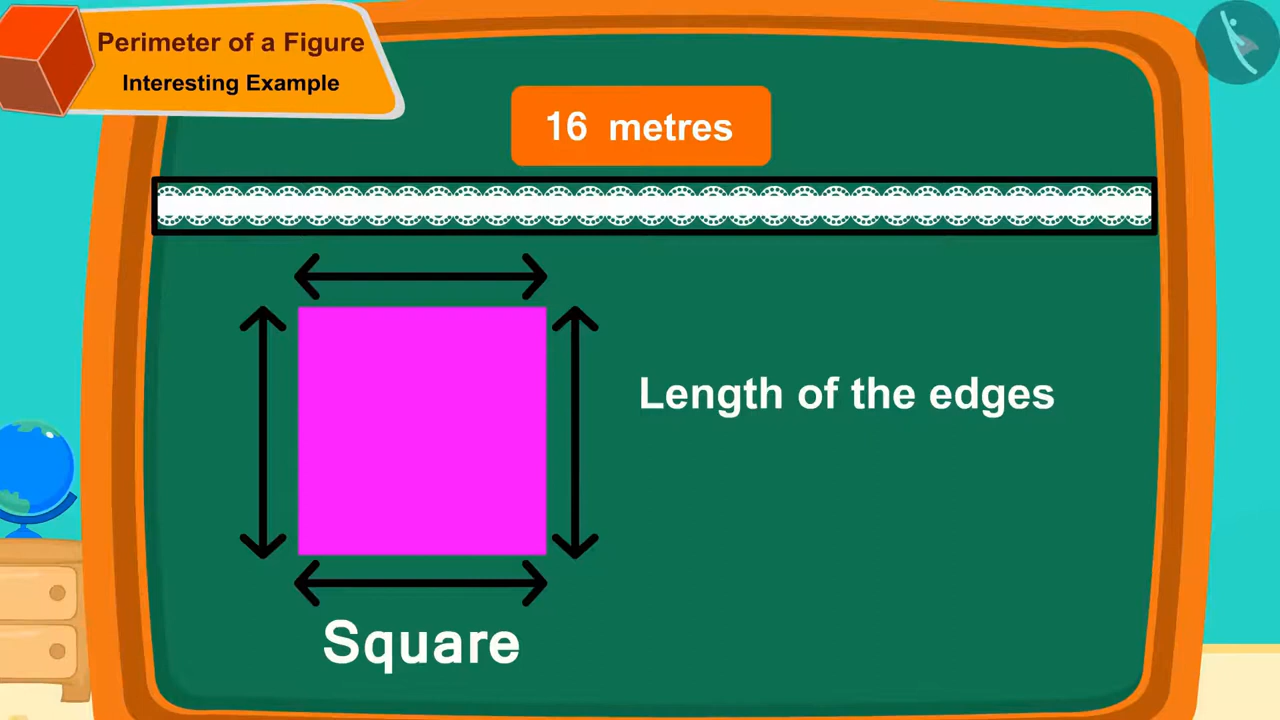 Perimeter of a Figure
Interesting Example
16 metres
Length of the edges
Square